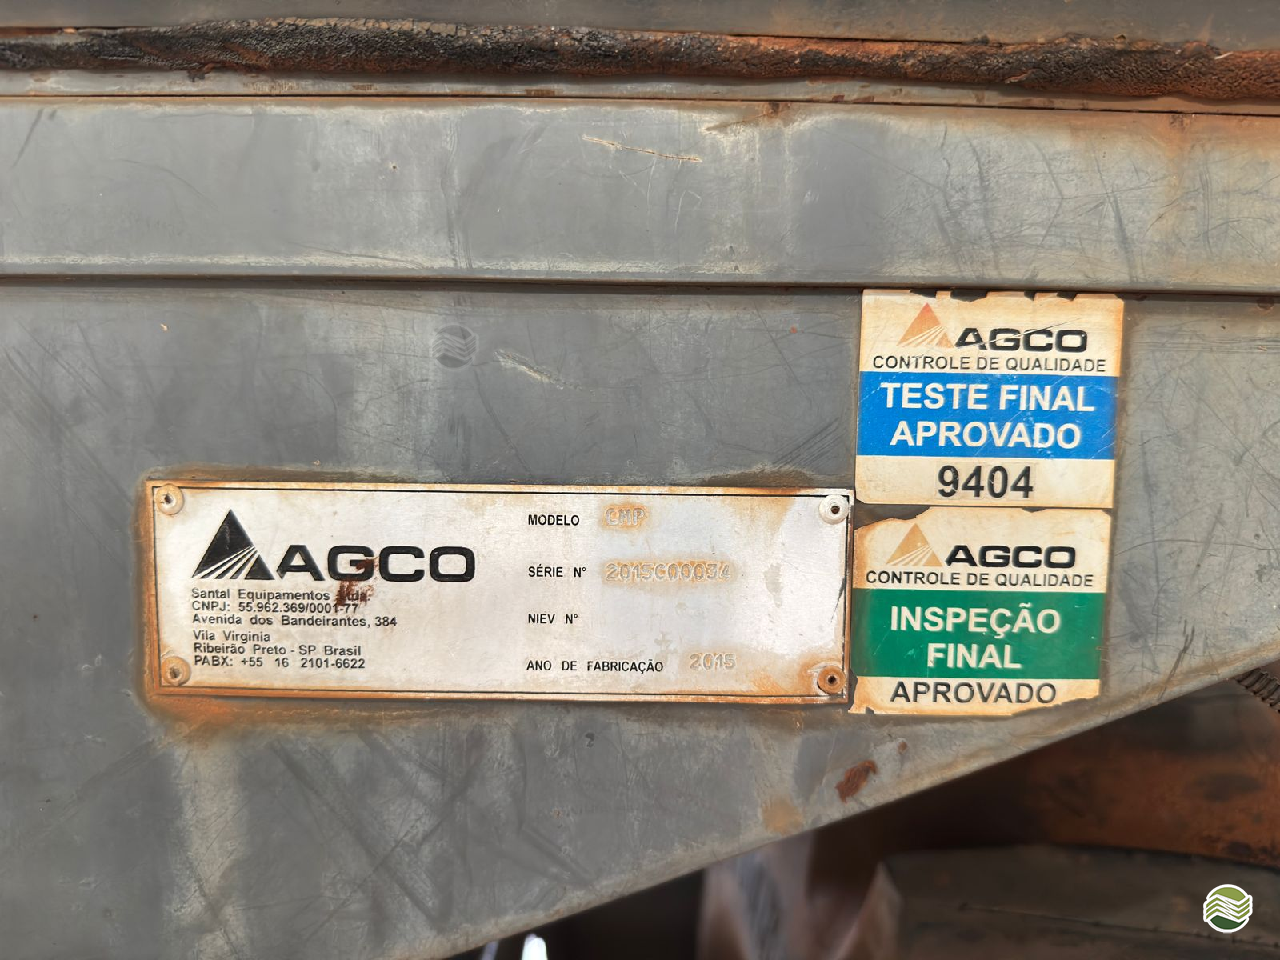 AGCO
Santal Equipamentos Ltda.
CNPJ: 55.962.369/0001-77
Avenida dos Bandeirantes, 384
Vila Virginia
Ribeirão Preto - SP Brasil
PABX: +55 16 2101-6622
MODELO CMP
SÉRIE N°
NIEV N°
ANO DE FABRICAÇÃO 2015
AGCO
CONTROLE DE QUALIDADE
TESTE FINAL
APROVADO
9404
AGCO
CONTROLE DE QUALIDADE
INSPEÇÃO
FINAL
APROVADO